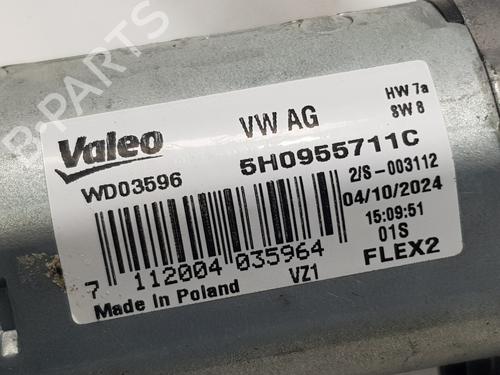 Valeo
VW AG
HW 7a
SW 8
WD03596
5H0955711C
2/S-003112
04/10/2024
15:09:51
01S
FLEX2
7 112004 035964
VZ1
Made In Poland